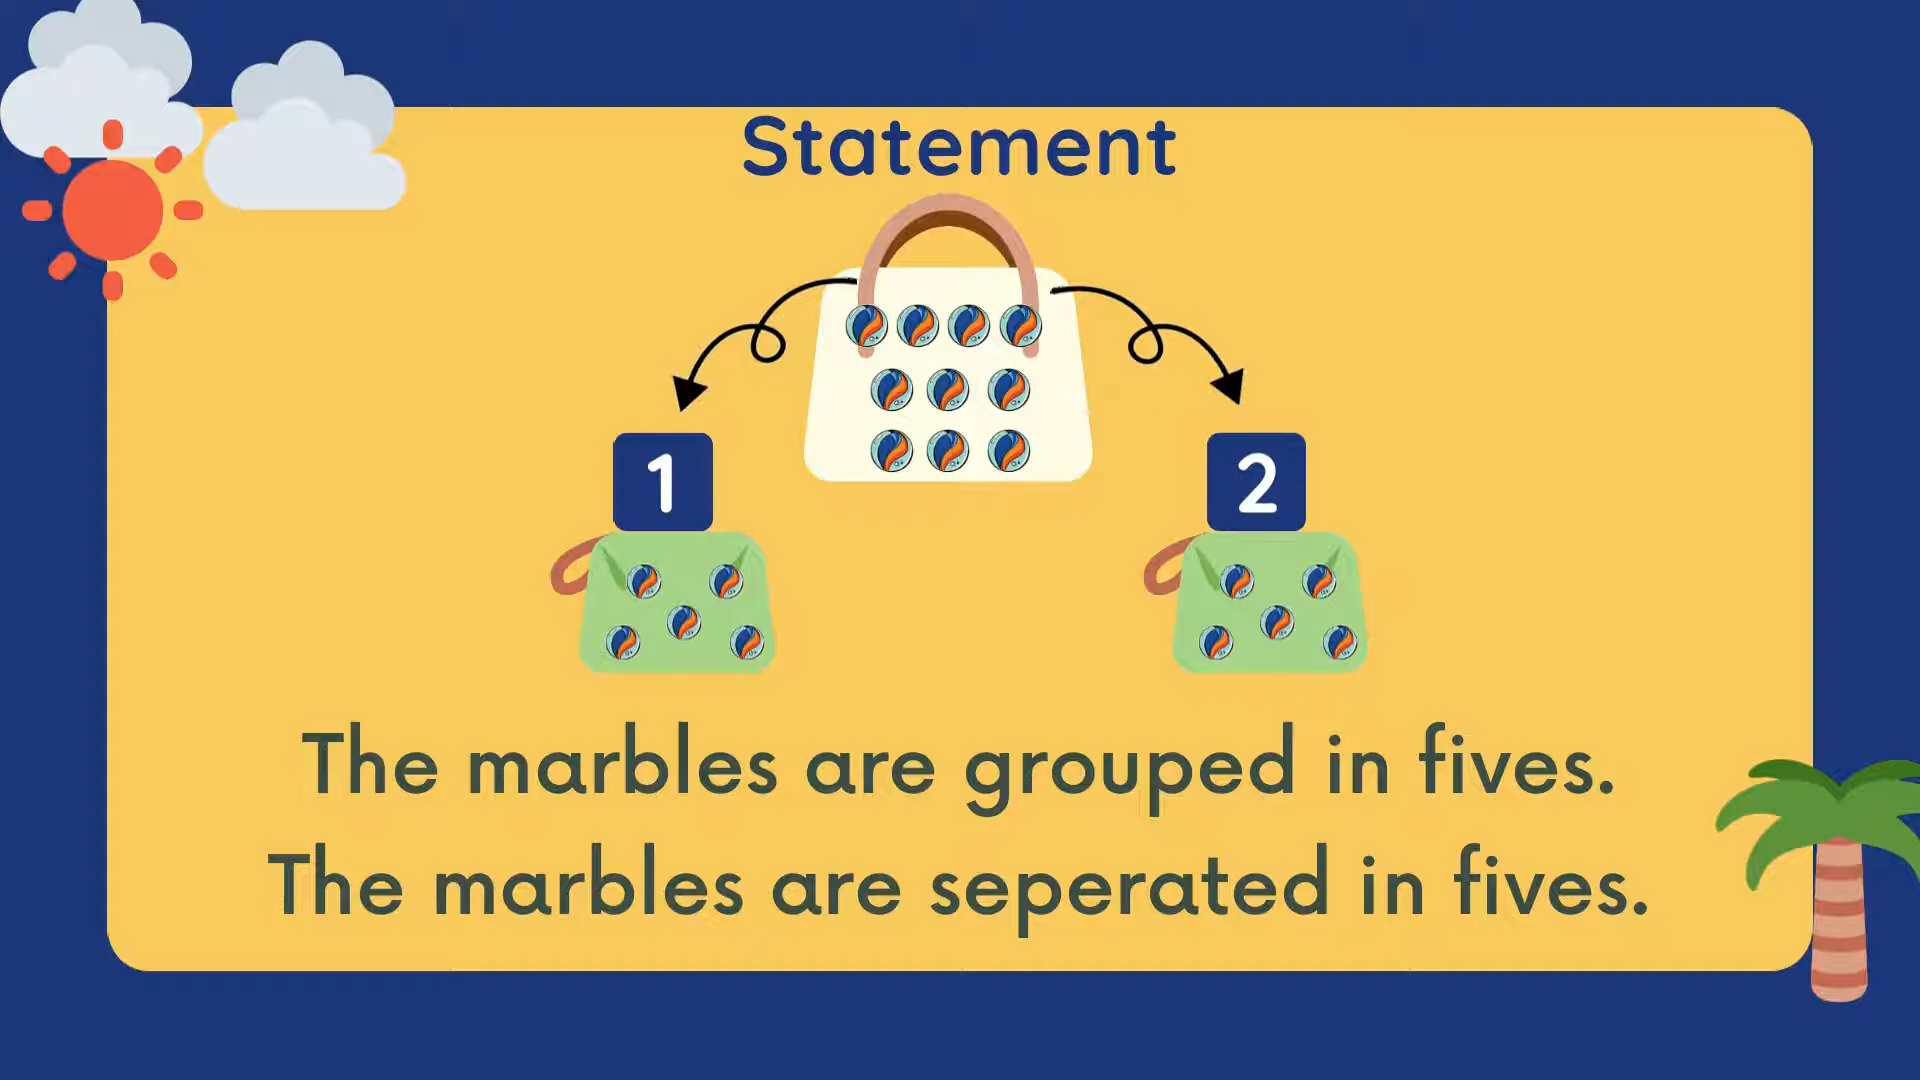 Statement
1
2
The marbles are grouped in fives.
The marbles are seperated in fives.